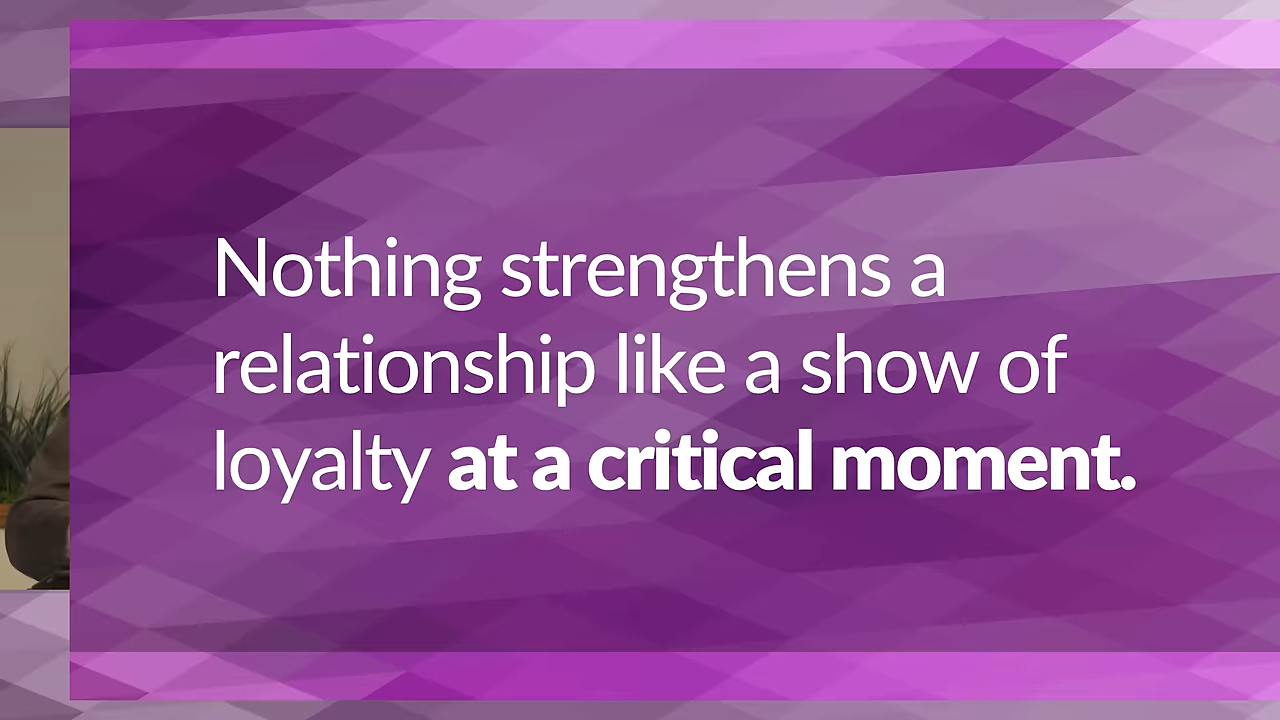 Nothing strengthens a
relationship like a show of
loyalty at a critical moment.